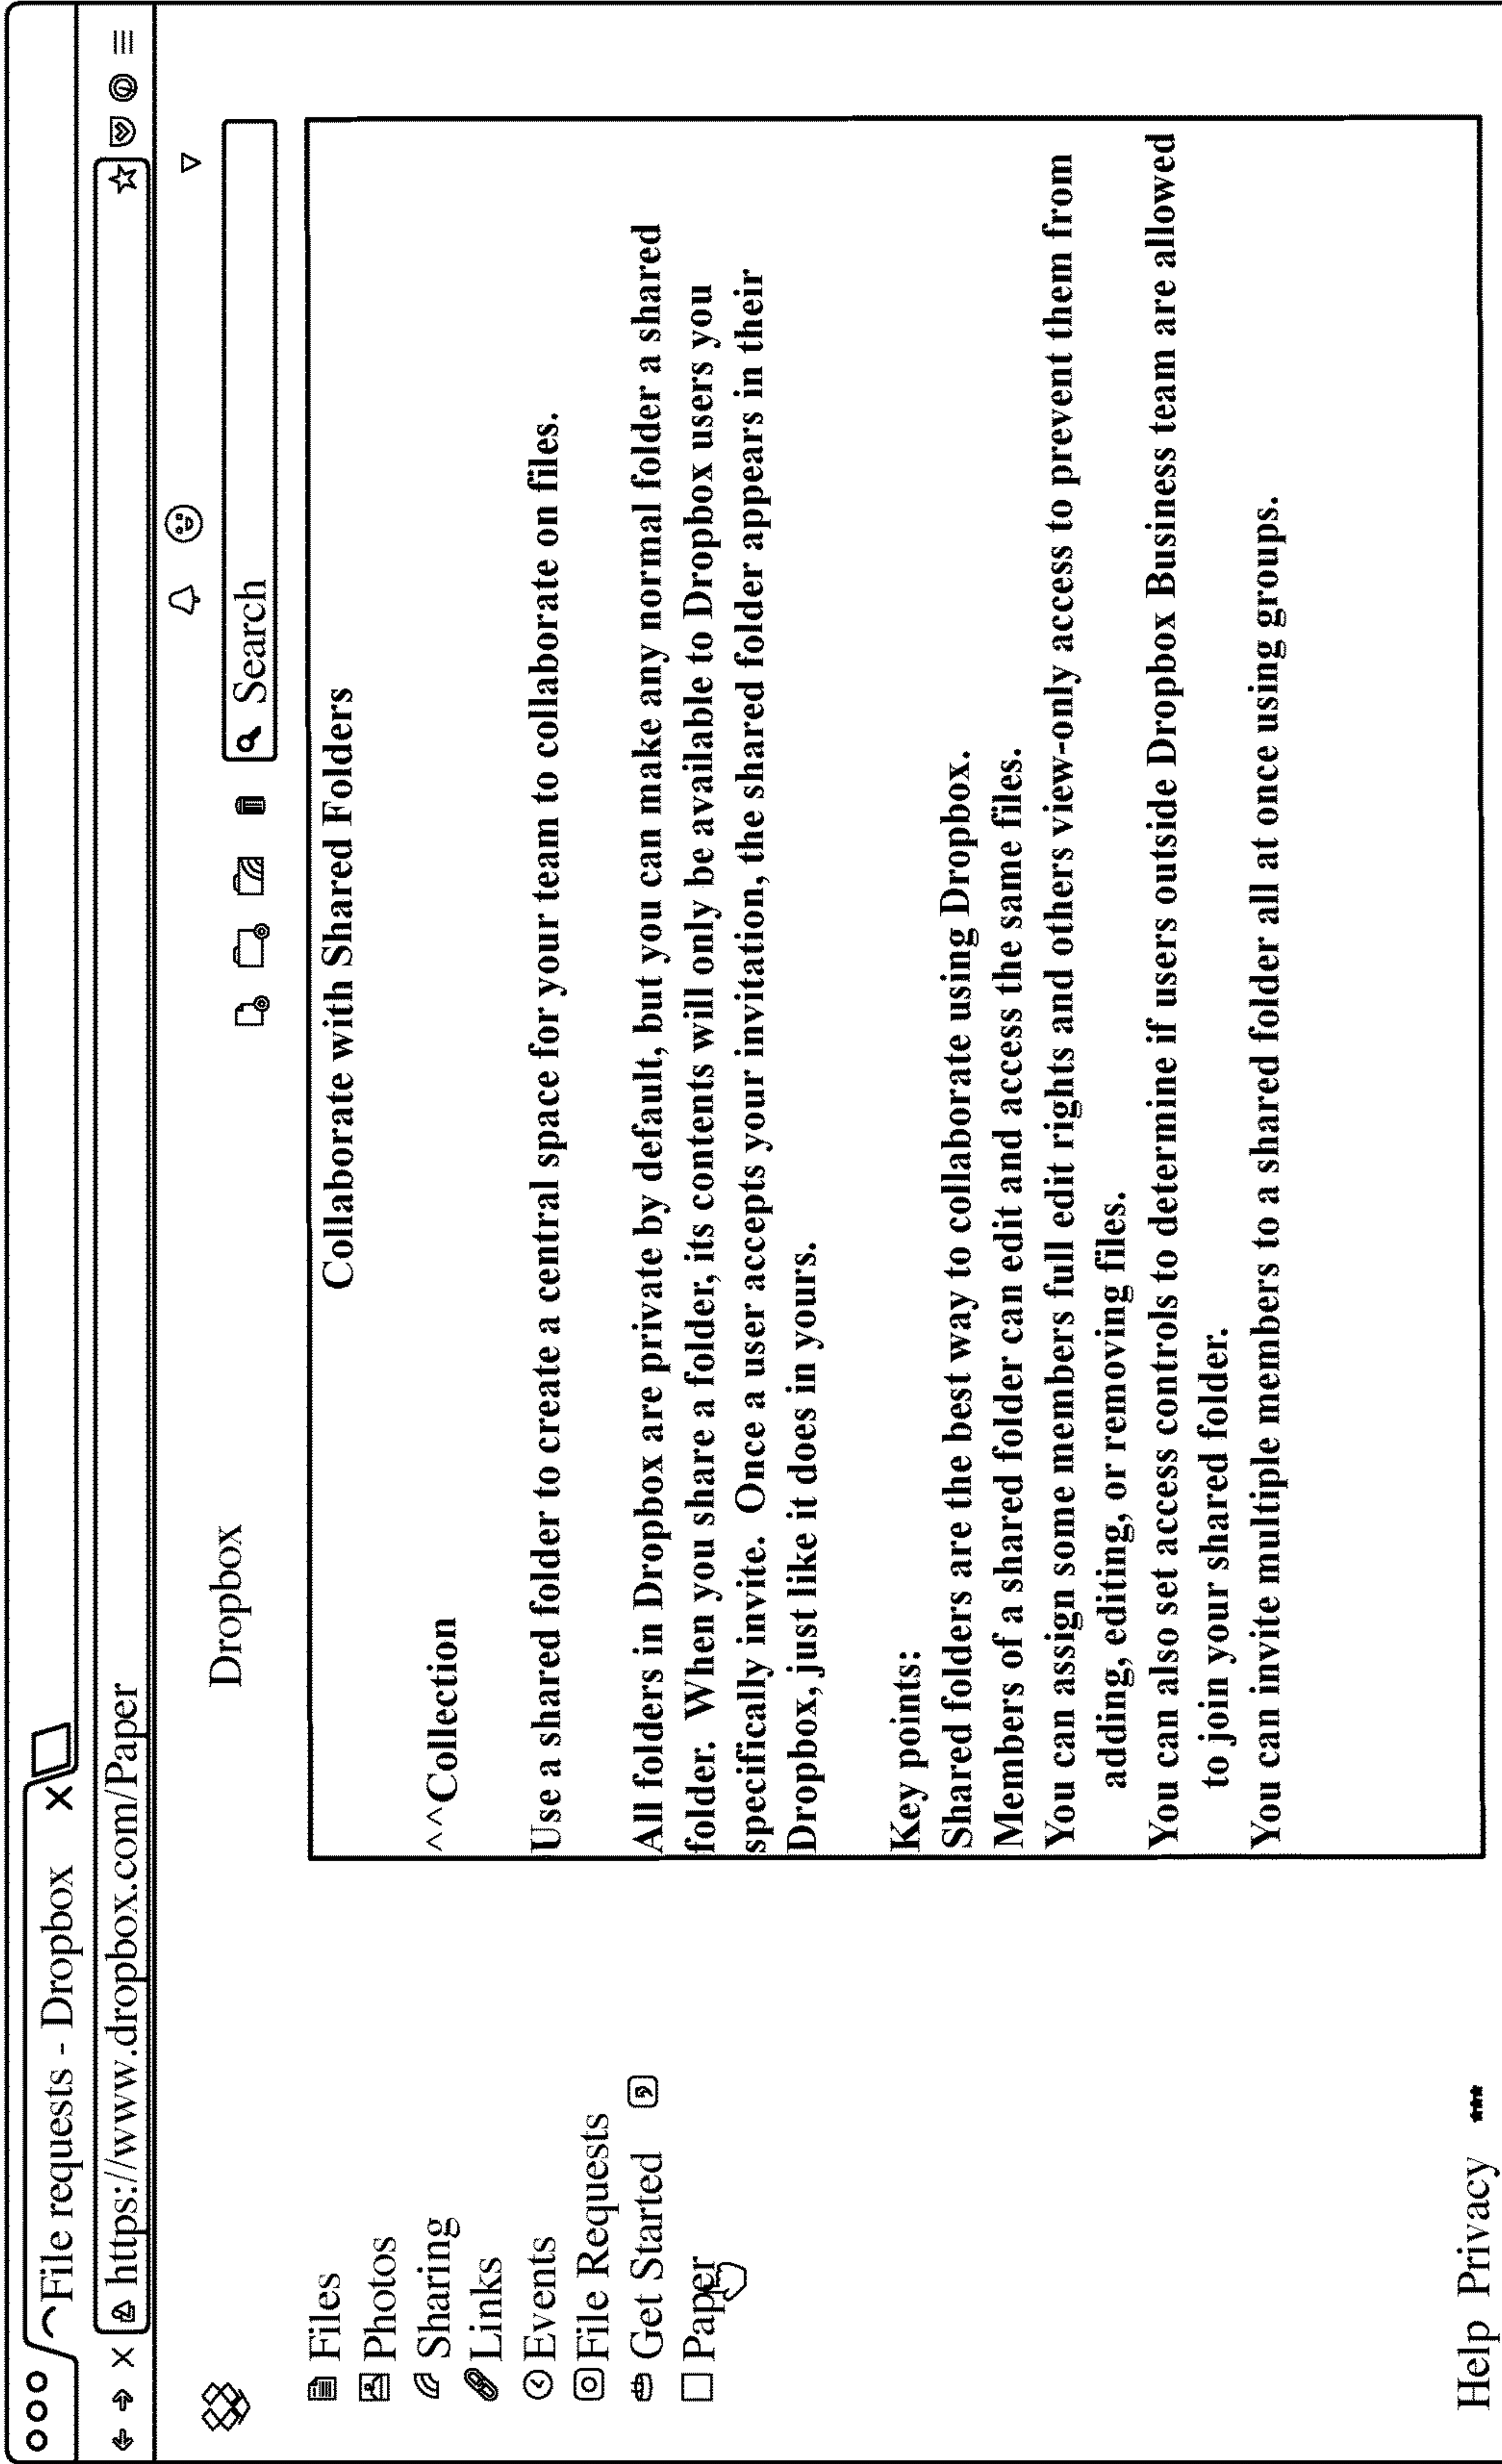 File requests - Dropbox X
X https://www.dropbox.com/Paper
Dropbox
Search
Files
Photos
Sharing
Links
Events
File Requests
Get Started
Paper
Help Privacy
Collaborate with Shared Folders
^^Collection
Use a shared folder to create a central space for your team to collaborate on files.
All folders in Dropbox are private by default, but you can make any normal folder a shared
folder. When you share a folder, its contents will only be available to Dropbox users you
specifically invite. Once a user accepts your invitation, the shared folder appears in their
Dropbox, just like it does in yours.
Key points:
Shared folders are the best way to collaborate using Dropbox.
Members of a shared folder can edit and access the same files.
You can assign some members full edit rights and others view-only access to prevent them from
adding, editing, or removing files.
You can also set access controls to determine if users outside Dropbox Business team are allowed
to join your shared folder.
You can invite multiple members to a shared folder all at once using groups.